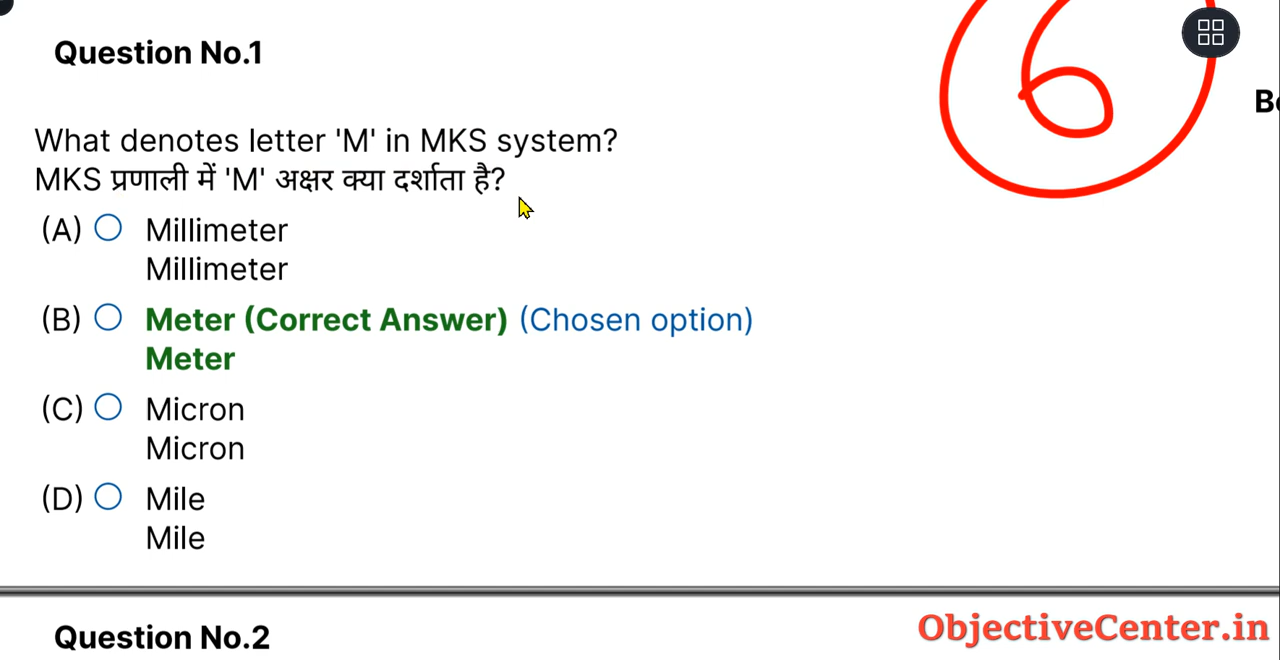 6
Question No.1
What denotes letter 'M' in MKS system?
MKS प्रणाली में 'M' अक्षर क्या दर्शाता है?
(A) Millimeter
Millimeter
(B) Meter (Correct Answer) (Chosen option)
Meter
(C) Micron
Micron
(D) Mile
Mile
Question No.2
ObjectiveCenter.in